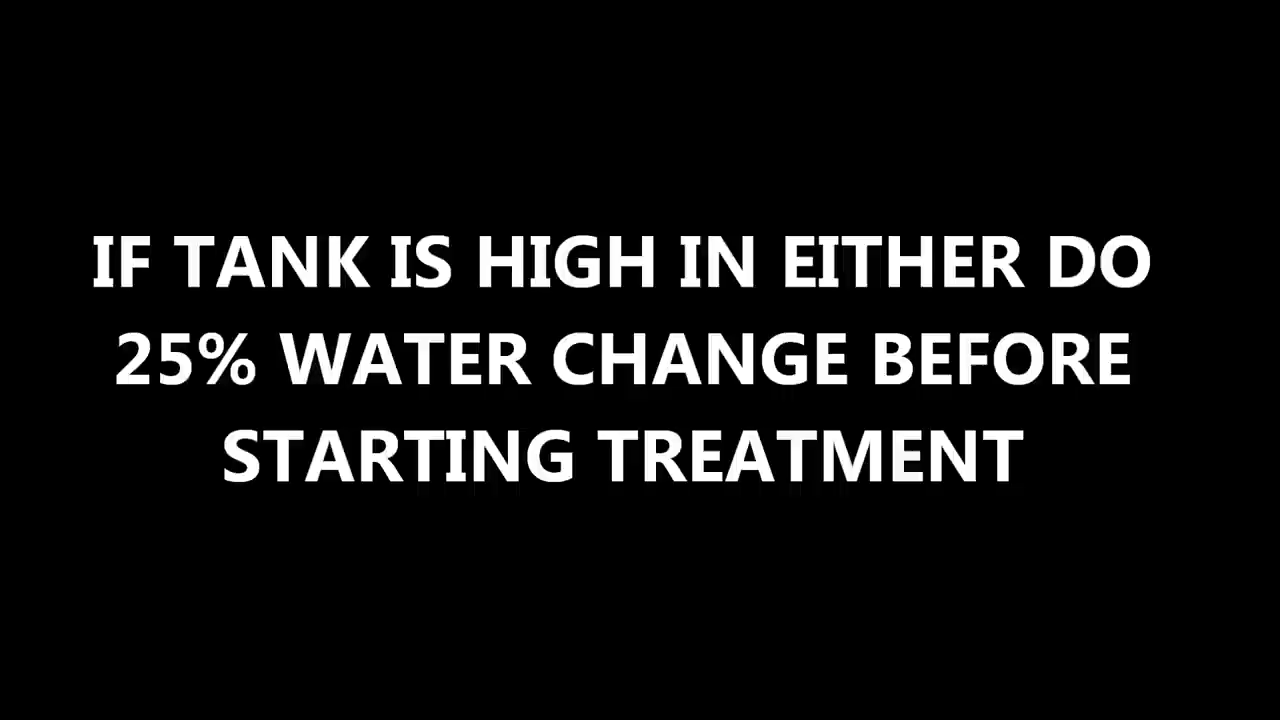 IF TANK IS HIGH IN EITHER DO
25% WATER CHANGE BEFORE
STARTING TREATMENT